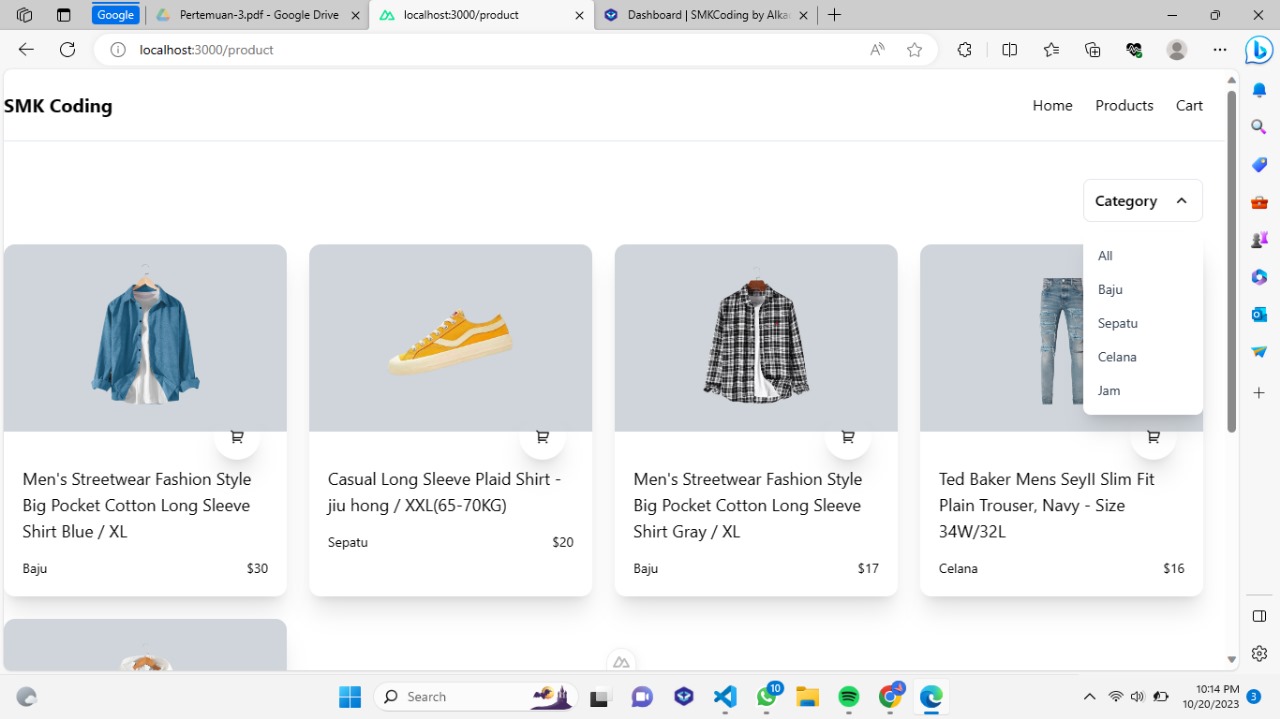 Google
Pertemuan-3.pdf - Google Drive
localhost:3000/product
Dashboard | SMKCoding by Alka
localhost:3000/product
SMK Coding
Home
Products
Cart
Category
All
Baju
Sepatu
Celana
Jam
Men's Streetwear Fashion Style
Big Pocket Cotton Long Sleeve
Shirt Blue / XL
Baju
$30
Casual Long Sleeve Plaid Shirt -
jiu hong / XXL(65-70KG)
Sepatu
$20
Men's Streetwear Fashion Style
Big Pocket Cotton Long Sleeve
Shirt Gray / XL
Baju
$17
Ted Baker Mens Seyll Slim Fit
Plain Trouser, Navy - Size
34W/32L
Celana
$16
Search
10
10:14 PM
10/20/2023
3